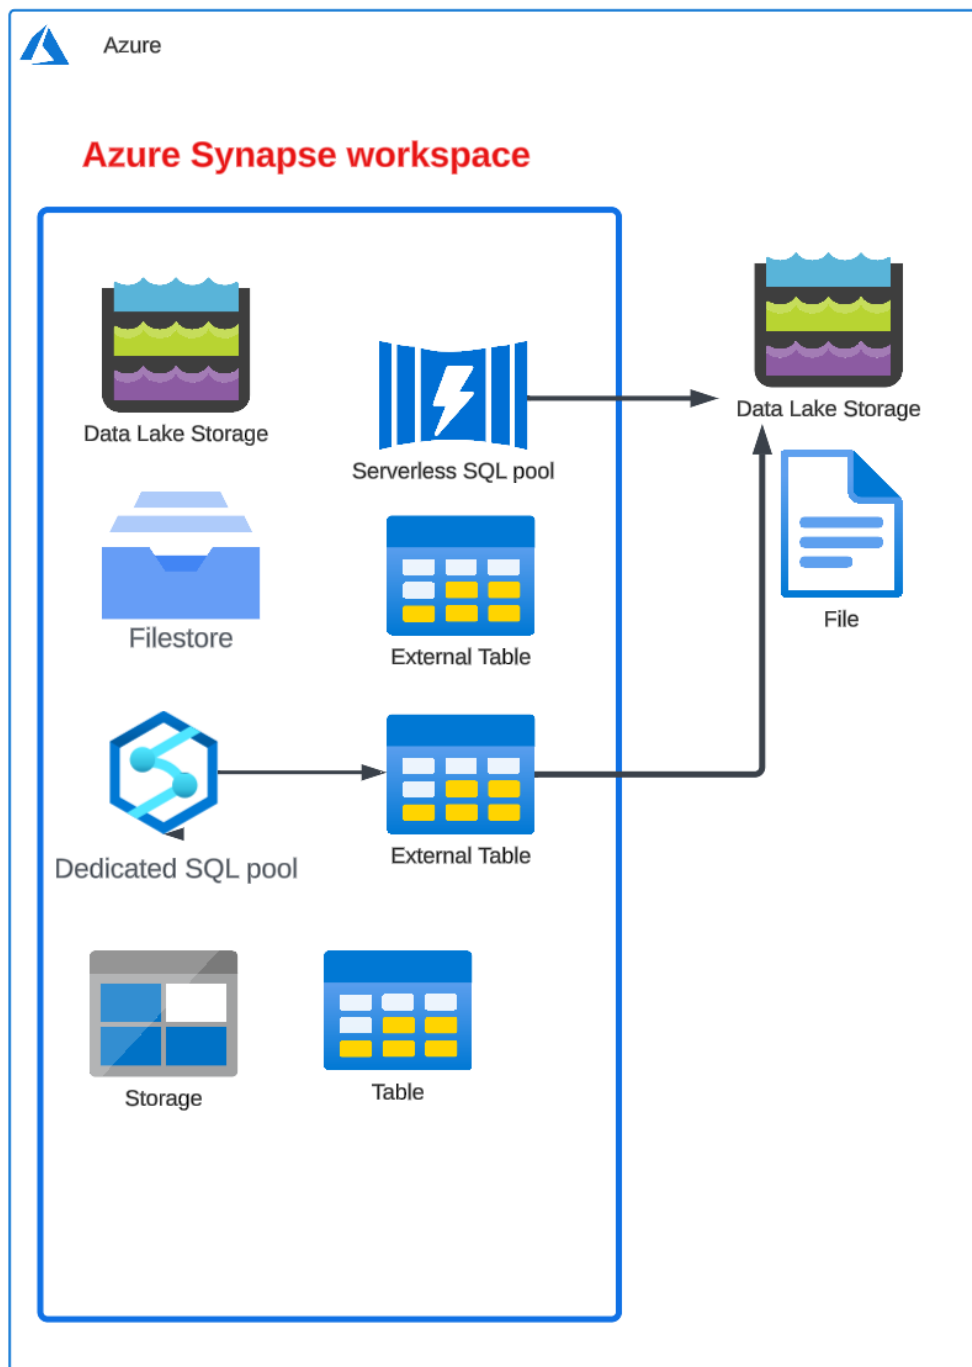 Azure
Azure Synapse workspace
Data Lake Storage
Serverless SQL pool
Data Lake Storage
Filestore
External Table
File
Dedicated SQL pool
External Table
Storage
Table